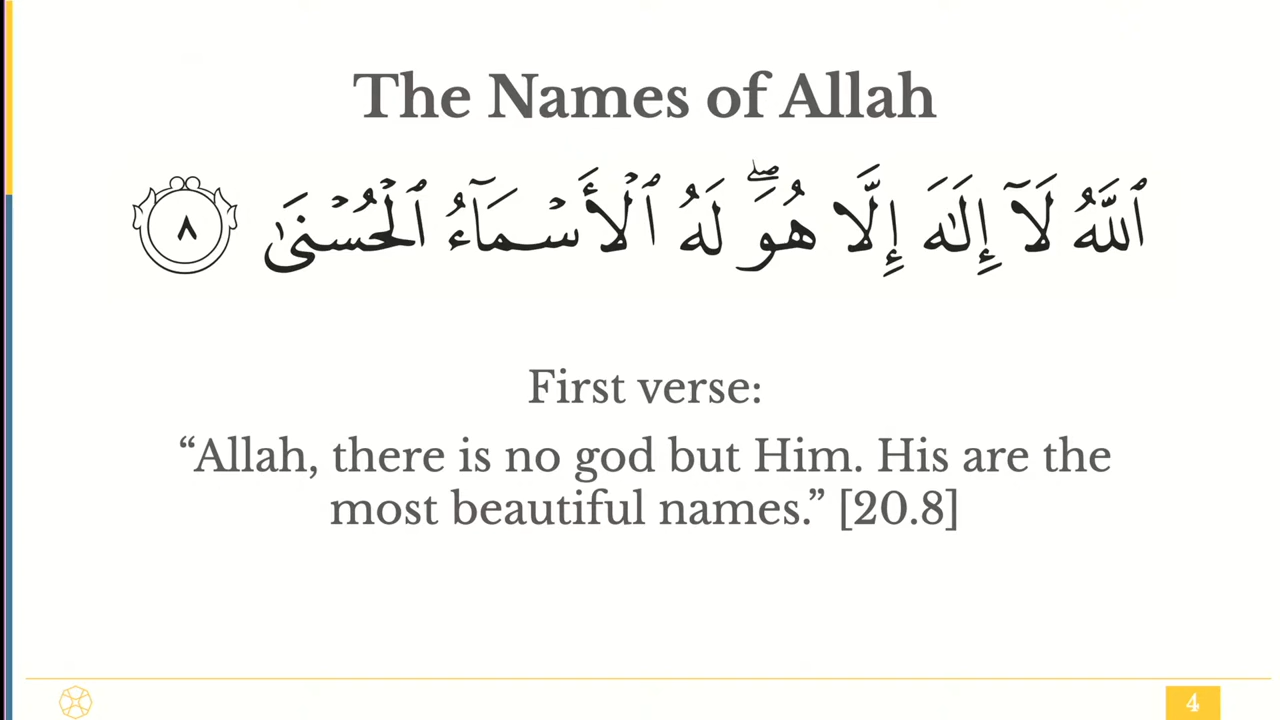 The Names of Allah
ٱللَّهُ لَآ إِلَٰهَ إِلَّا هُوَۖ لَهُ ٱلْأَسْمَآءُ ٱلْحُسْنَىٰ ٨
First verse:
“Allah, there is no god but Him. His are the
most beautiful names.” [20.8]
4